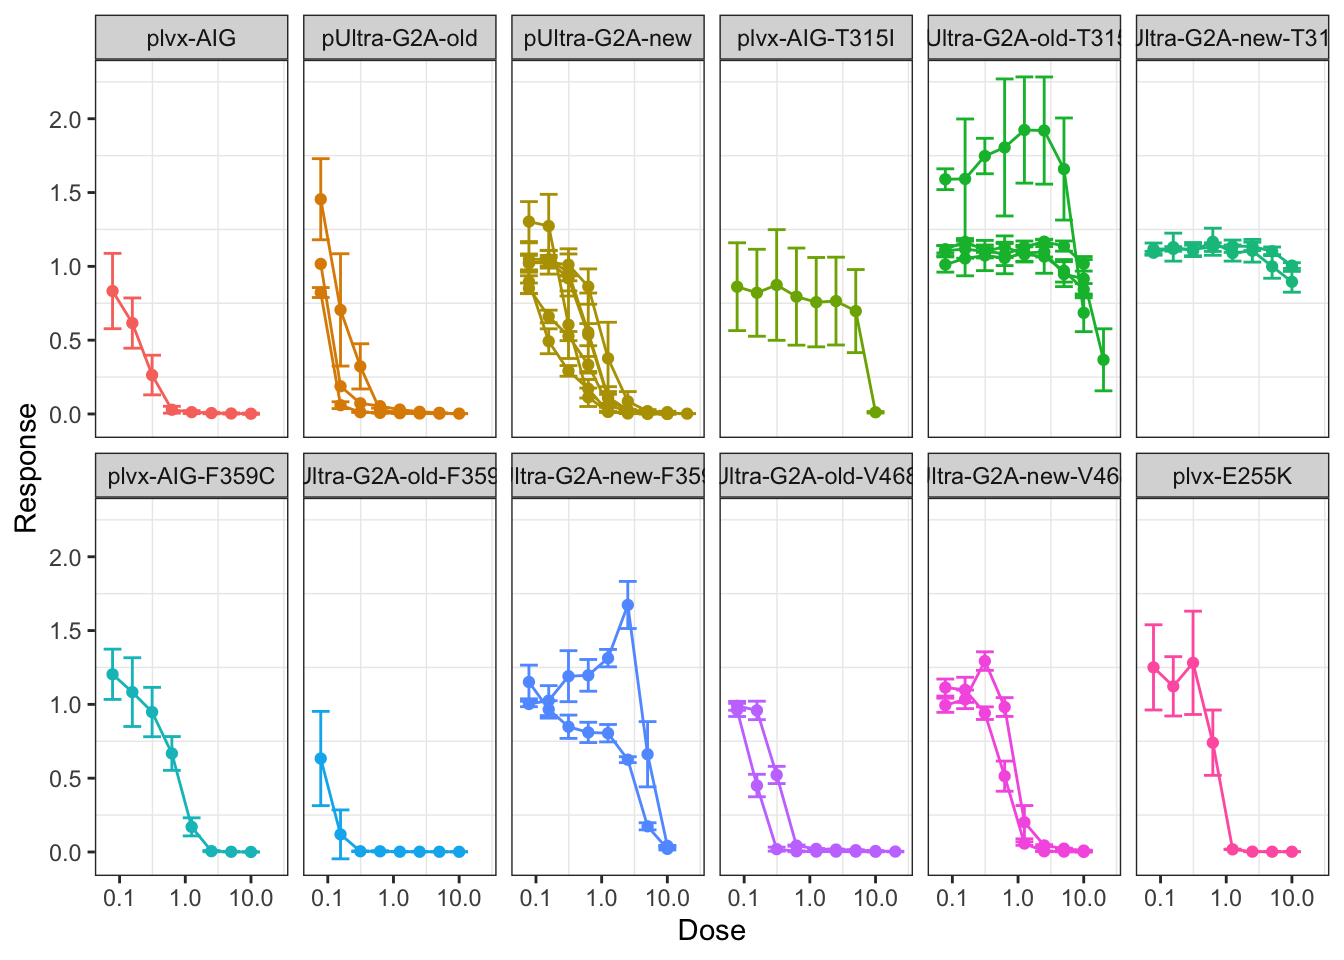 plvx-AIG
pUltra-G2A-old
pUltra-G2A-new
plvx-AIG-T315I
Ultra-G2A-old-T315
Ultra-G2A-new-T31
2.0
1.5
1.0
0.5
0.0
plvx-AIG-F359C
Ultra-G2A-old-F359
ltra-G2A-new-F359
Ultra-G2A-old-V468
Ultra-G2A-new-V468
plvx-E255K
2.0
1.5
1.0
0.5
0.0
Response
0.1 1.0 10.0
0.1 1.0 10.0
0.1 1.0 10.0
0.1 1.0 10.0
0.1 1.0 10.0
0.1 1.0 10.0
Dose